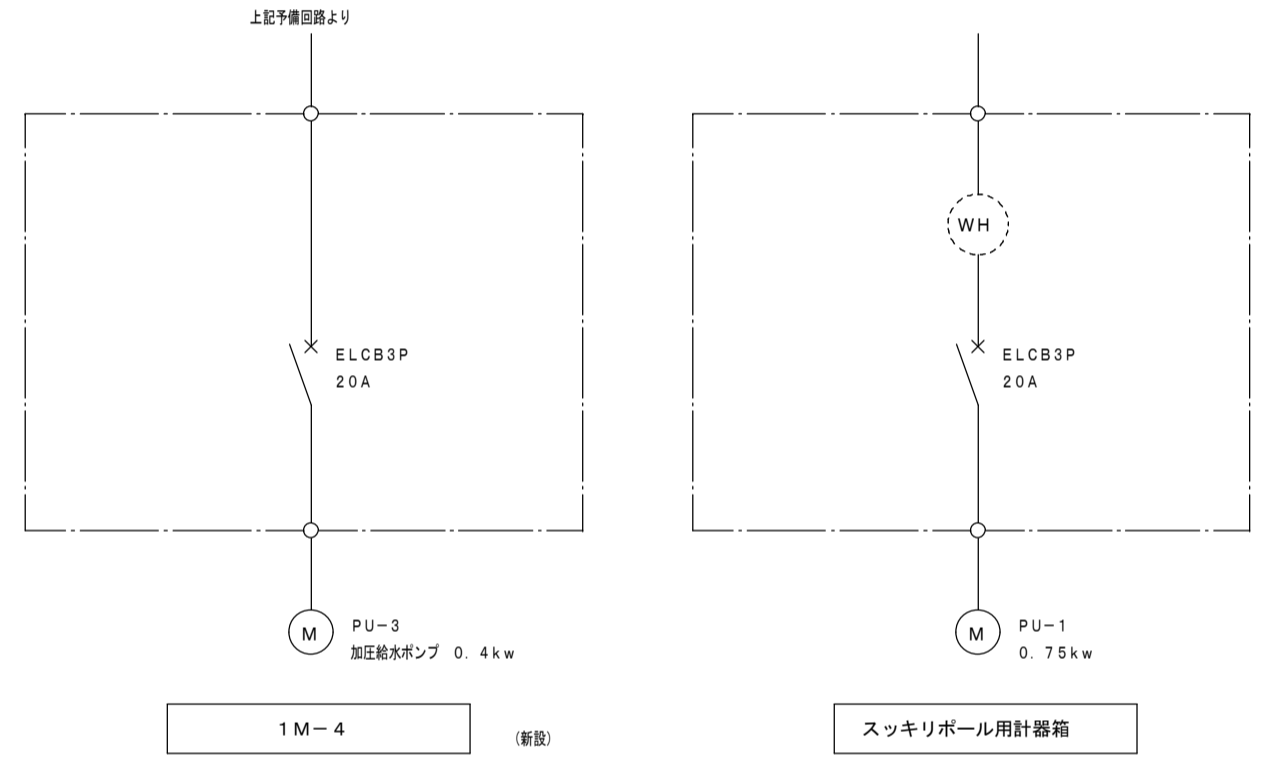 上記予備回路より
WH
ELCB3P
20A
ELCB3P
20A
M
PU-3
加圧給水ポンプ 0.4kw
M
PU-1
0.75kw
1M-4
(新設)
スッキリポール用計器箱